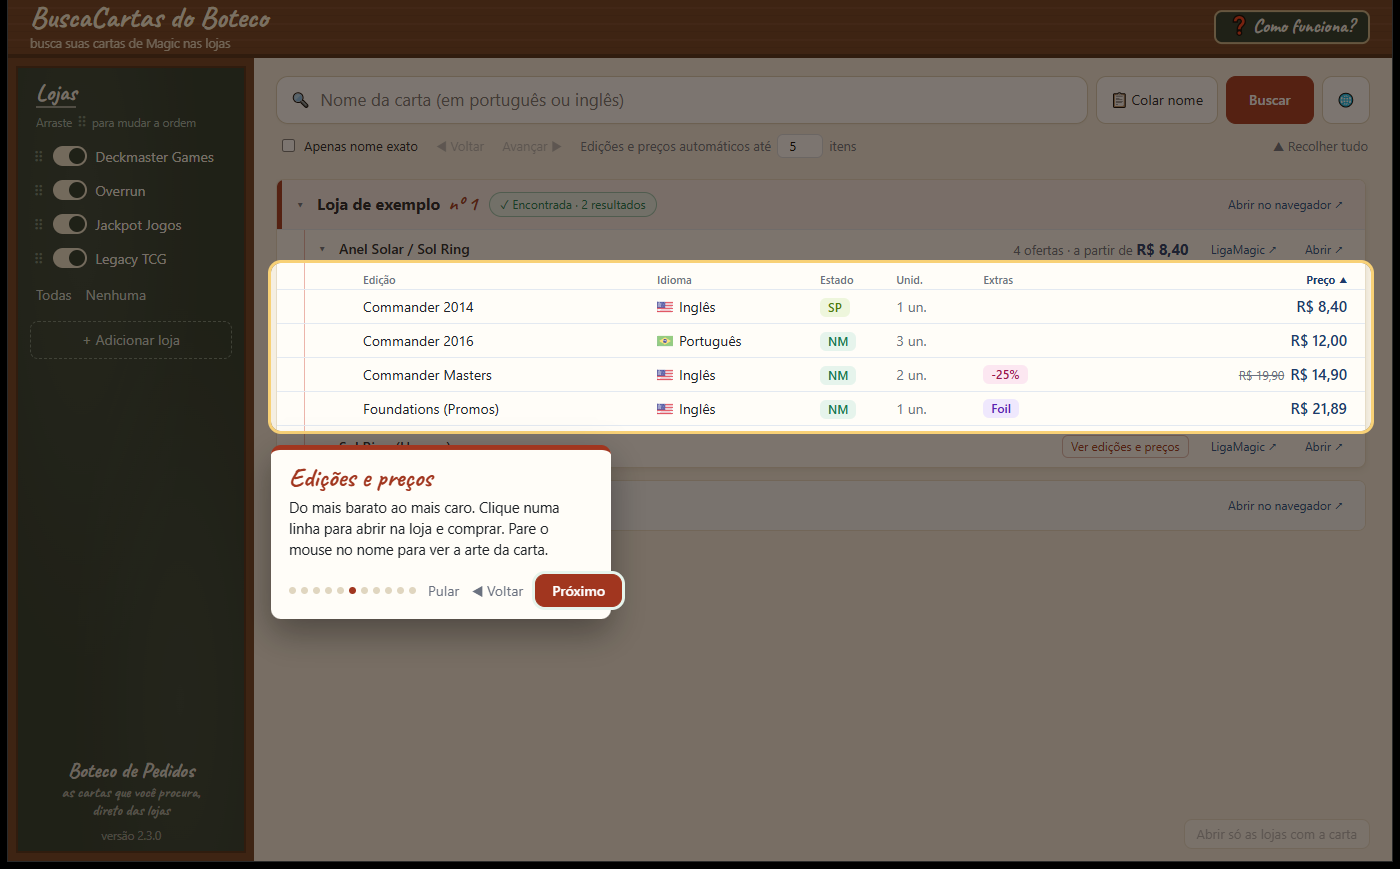 BuscaCartas do Boteco
busca suas cartas de Magic nas lojas
❓ Como funciona?
Lojas
Arraste ⠿ para mudar a ordem
Deckmaster Games
Overrun
Jackpot Jogos
Legacy TCG
Todas Nenhuma
+ Adicionar loja
Boteco de Pedidos
as cartas que você procura,
direto das lojas
versão 2.3.0
Nome da carta (em português ou inglês)
Colar nome
Buscar
Apenas nome exato ◀ Voltar Avançar ▶ Edições e preços automáticos até 5 itens ▲ Recolher tudo
Loja de exemplo nº 1 ✓ Encontrada · 2 resultados Abrir no navegador ↗
Anel Solar / Sol Ring 4 ofertas · a partir de R$ 8,40 LigaMagic ↗ Abrir ↗
Edição Idioma Estado Unid. Extras Preço ▲
Commander 2014 Inglês SP 1 un. R$ 8,40
Commander 2016 Português NM 3 un. R$ 12,00
Commander Masters Inglês NM 2 un. -25% R$ 19,90 R$ 14,90
Foundations (Promos) Inglês NM 1 un. Foil R$ 21,89
Ver edições e preços LigaMagic ↗ Abrir ↗
Abrir no navegador ↗
Edições e preços
Do mais barato ao mais caro. Clique numa
linha para abrir na loja e comprar. Pare o
mouse no nome para ver a arte da carta.
Pular ◀ Voltar Próximo
Abrir só as lojas com a carta